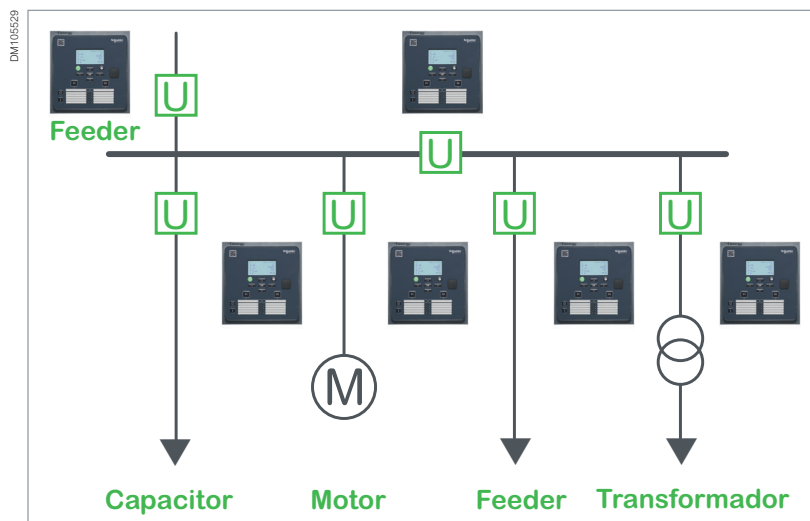 DM105529
U
Feeder
U
U
U
U
U
M
Capacitor
Motor
Feeder
Transformador